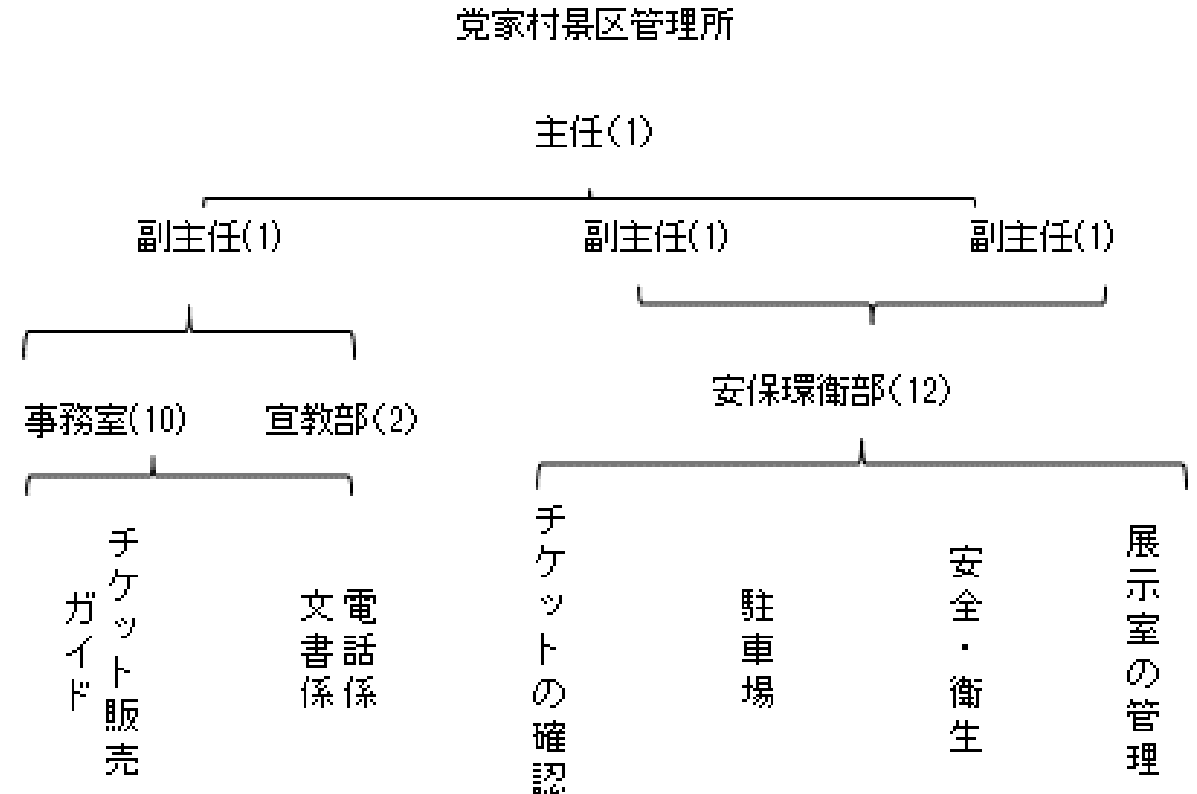 党家村景区管理所
主任(1)
副主任(1)
副主任(1)
副主任(1)
事務室(10)
宣教部(2)
安保環衛部(12)
ガイド
チケット販売
文書係
電話係
チケットの確認
駐車場
安全・衛生
展示室の管理